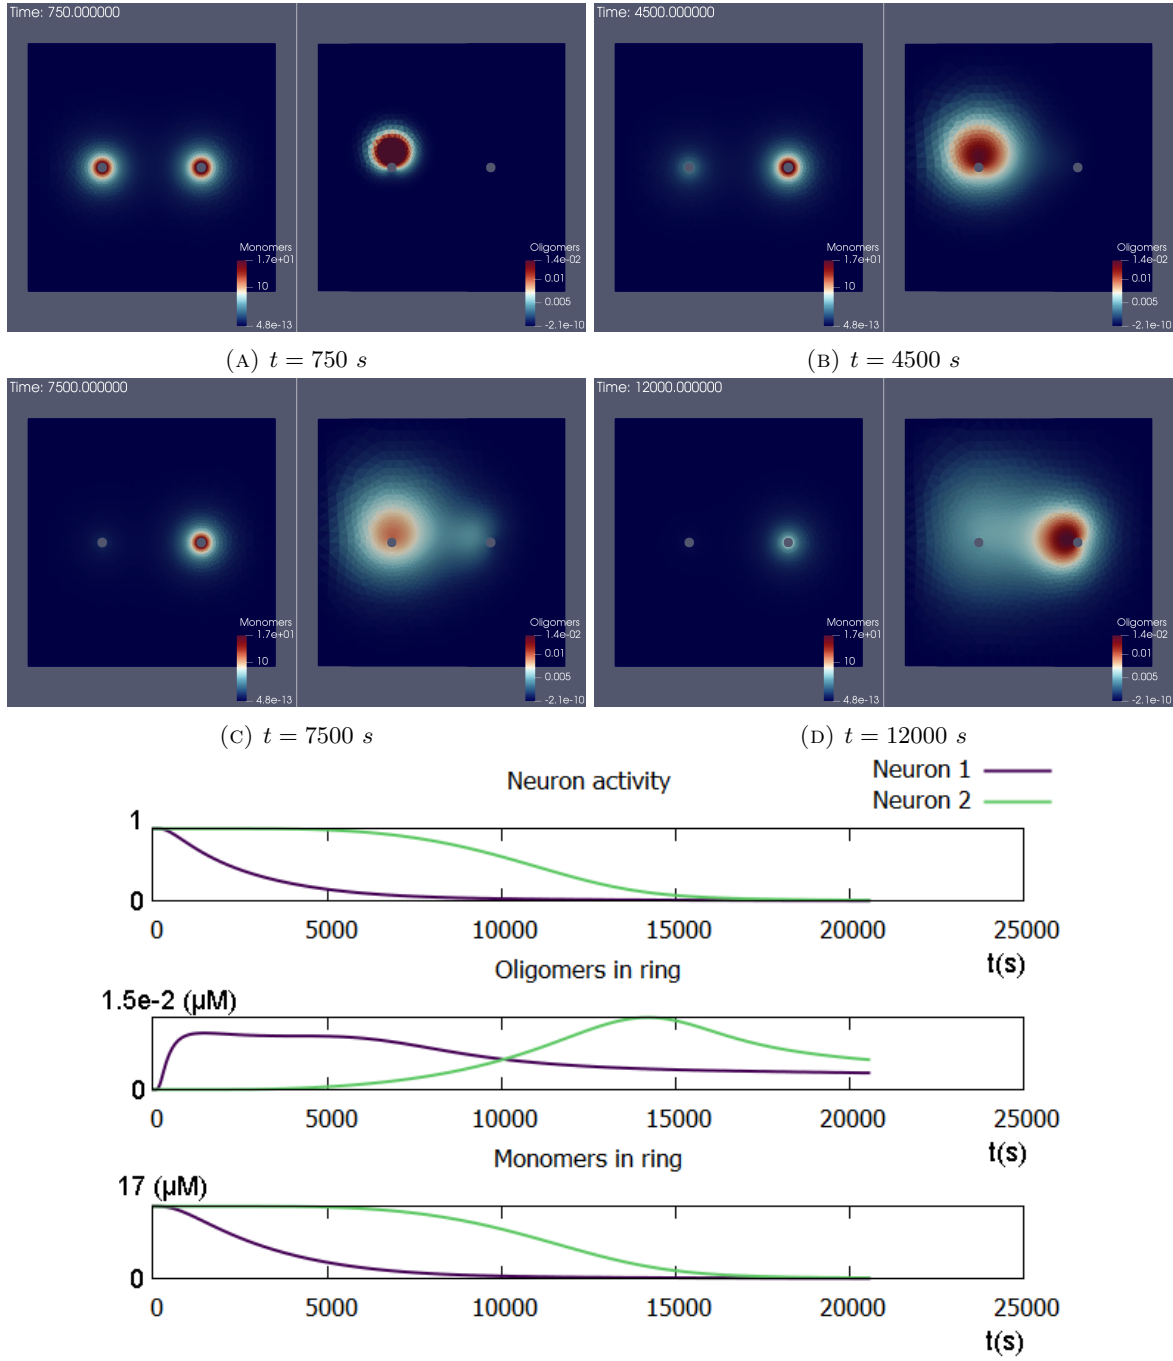 Time: 750.000000
Monomers
1.7e+01
10
4.8e-13
Oligomers
1.4e-02
0.01
0.005
-2.1e-10
(A) t = 750 s
Time: 4500.000000
Monomers
1.7e+01
10
4.8e-13
Oligomers
1.4e-02
0.01
0.005
-2.1e-10
(B) t = 4500 s
Time: 7500.000000
Monomers
1.7e+01
10
4.8e-13
Oligomers
1.4e-02
0.01
0.005
-2.1e-10
(C) t = 7500 s
Time: 12000.000000
Monomers
1.7e+01
10
4.8e-13
Oligomers
1.4e-02
0.01
0.005
-2.1e-10
(D) t = 12000 s
Neuron activity
Neuron 1
Neuron 2
1
0
0 5000 10000 15000 20000 25000
t(s)
Oligomers in ring
1.5e-2 (µM)
0
0 5000 10000 15000 20000 25000
t(s)
Monomers in ring
17 (µM)
0
0 5000 10000 15000 20000 25000
t(s)